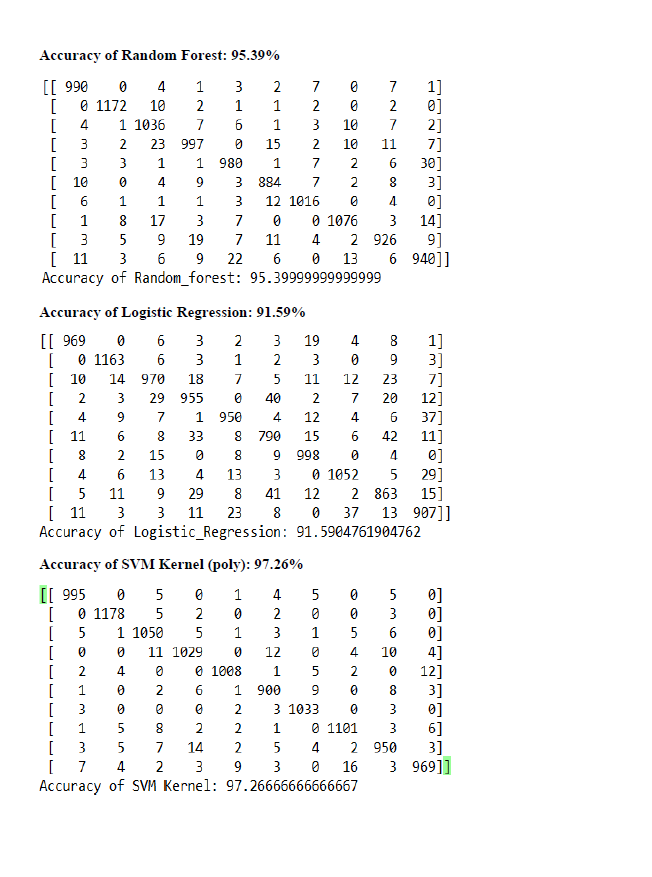 Accuracy of Random Forest: 95.39%
[[ 990 0 4 1 3 2 7 0 7 1]
[ 0 1172 10 2 1 1 2 0 2 0]
[ 4 1 1036 7 6 1 3 10 7 2]
[ 3 2 23 997 0 15 2 10 11 7]
[ 3 3 1 1 980 1 7 2 6 30]
[ 10 0 4 9 3 884 7 2 8 3]
[ 6 1 1 1 3 12 1016 0 4 0]
[ 1 8 17 3 7 0 0 1076 3 14]
[ 3 5 9 19 7 11 4 2 926 9]
[ 11 3 6 9 22 6 0 13 6 940]]
Accuracy of Random_forest: 95.39999999999999
Accuracy of Logistic Regression: 91.59%
[[ 969 0 6 3 2 3 19 4 8 1]
[ 0 1163 6 3 1 2 3 0 9 3]
[ 10 14 970 18 7 5 11 12 23 7]
[ 2 3 29 955 0 40 2 7 20 12]
[ 4 9 7 1 950 4 12 4 6 37]
[ 11 6 8 33 8 790 15 6 42 11]
[ 8 2 15 0 8 9 998 0 4 0]
[ 4 6 13 4 13 3 0 1052 5 29]
[ 5 11 9 29 8 41 12 2 863 15]
[ 11 3 3 11 23 8 0 37 13 907]]
Accuracy of Logistic_Regression: 91.5904761904762
Accuracy of SVM Kernel (poly): 97.26%
[[ 995 0 5 0 1 4 5 0 5 0]
[ 0 1178 5 2 0 2 0 0 3 0]
[ 5 1 1050 5 1 3 1 5 6 0]
[ 0 0 11 1029 0 12 0 4 10 4]
[ 2 4 0 0 1008 1 5 2 0 12]
[ 1 0 2 6 1 900 9 0 8 3]
[ 3 0 0 0 2 3 1033 0 3 0]
[ 1 5 8 2 2 1 0 1101 3 6]
[ 3 5 7 14 2 5 4 2 950 3]
[ 7 4 2 3 9 3 0 16 3 969]]
Accuracy of SVM Kernel: 97.26666666666667